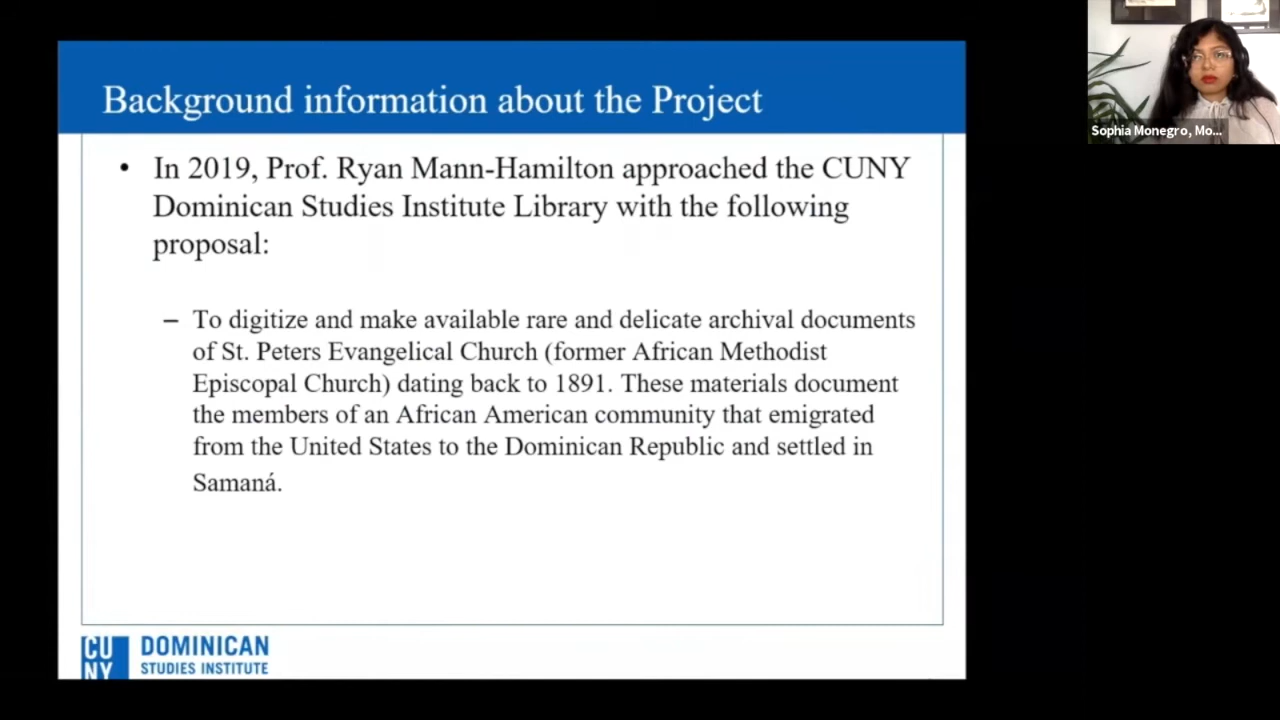 Background information about the Project
• In 2019, Prof. Ryan Mann-Hamilton approached the CUNY
Dominican Studies Institute Library with the following
proposal:
– To digitize and make available rare and delicate archival documents
of St. Peters Evangelical Church (former African Methodist
Episcopal Church) dating back to 1891. These materials document
the members of an African American community that emigrated
from the United States to the Dominican Republic and settled in
Samaná.
CU
NY
DOMINICAN
STUDIES INSTITUTE
Sophia Monegro, Mo...